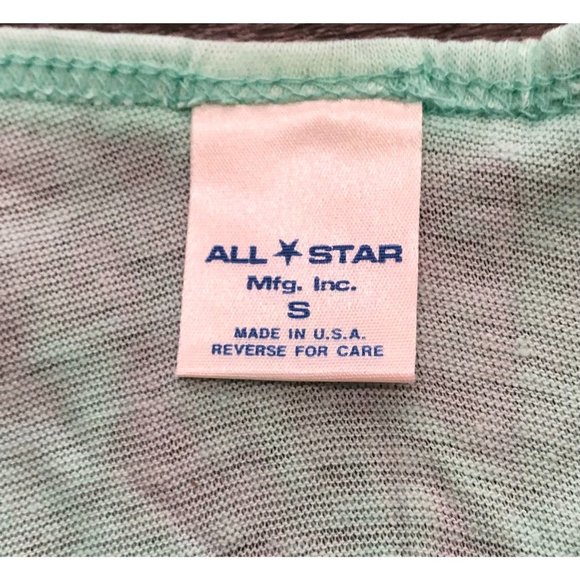 ALL ★ STAR
Mfg. Inc.
S
MADE IN U.S.A.
REVERSE FOR CARE